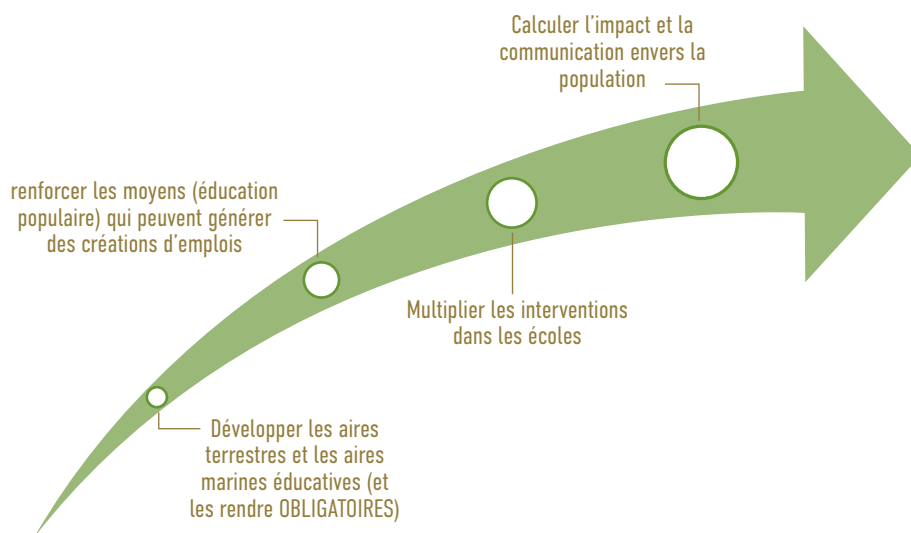 Calculer l'impact et la
communication envers la
population
renforcer les moyens (éducation
populaire) qui peuvent générer
des créations d'emplois
Multiplier les interventions
dans les écoles
Développer les aires
terrestres et les aires
marines éducatives (et
les rendre OBLIGATOIRES)